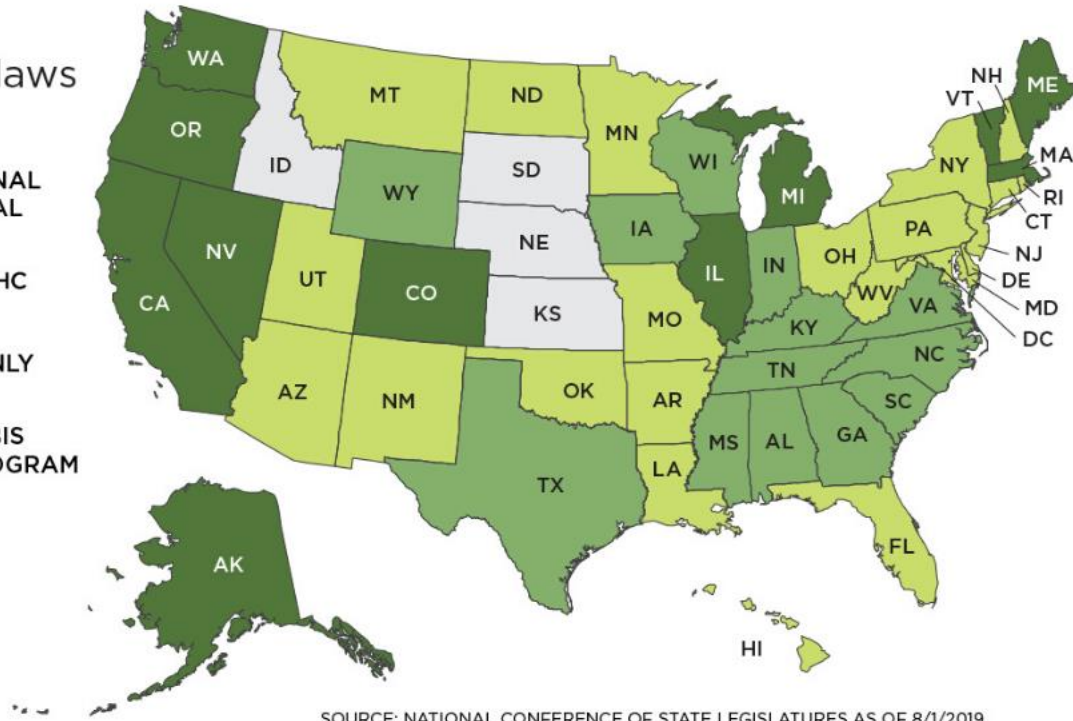 laws
NAL
AL
HC
NLY
BIS
OGRAM
WA
OR
CA
NV
ID
MT
WY
UT
CO
AZ
NM
ND
SD
NE
KS
OK
TX
MN
IA
MO
AR
LA
WI
IL
MI
IN
OH
KY
TN
MS
AL
GA
FL
SC
NC
VA
WV
PA
NY
VT
NH
ME
MA
RI
CT
NJ
DE
MD
DC
AK
HI
SOURCE: NATIONAL CONFERENCE OF STATE LEGISLATURES AS OF 8/1/2019